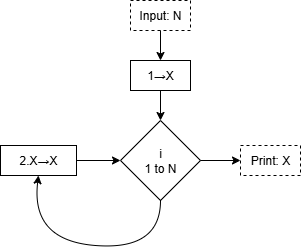 Input: N
1→X
i
1 to N
2.X→X
Print: X